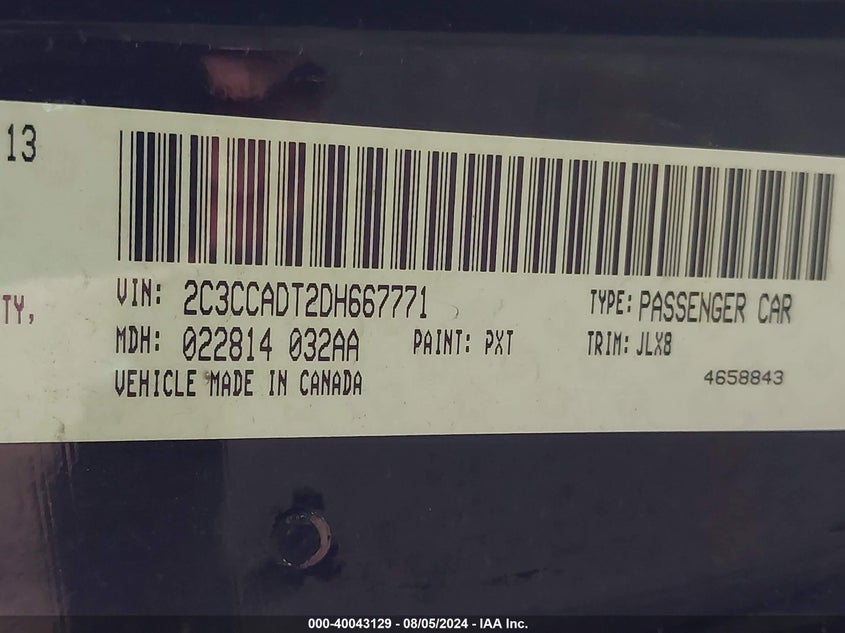 13
TY,
VIN: 2C3CCADT2DH667771 TYPE: PASSENGER CAR
MDH: 022814 032AA PAINT: PXT TRIM: JLX8
VEHICLE MADE IN CANADA 4658843
000-40043129 - 08/05/2024 - IAA Inc.